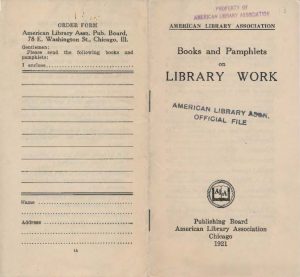 ORDER FORM
American Library Assn. Pub. Board,
78 E. Washington St., Chicago, Ill.
Gentlemen:
Please send the following books and
pamphlets:
I enclose
Name
Address
PROPERTY OF
AMERICAN LIBRARY ASSOCIATION
AMERICAN LIBRARY ASSOCIATION
Books and Pamphlets
on
LIBRARY WORK
AMERICAN LIBRARY ASSN.
OFFICIAL FILE
ALA
Publishing Board
American Library Association
Chicago
1921